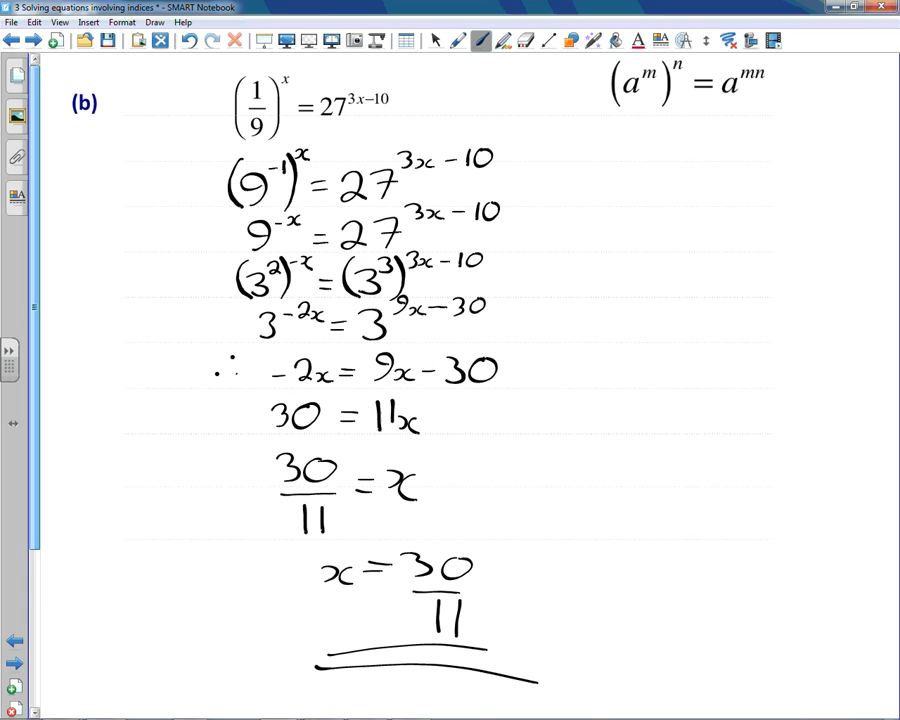 3 Solving equations involving indices * - SMART Notebook
File Edit View Insert Format Draw Help
(b) (1/9)^x = 27^(3x–10)
(a^m)^n = a^(mn)
(9^-1)^x = 27^(3x – 10)
9^-x = 27^(3x – 10)
(3^2)^-x = (3^3)^(3x – 10)
3^-2x = 3^(9x – 30)
∴ -2x = 9x - 30
30 = 11x
30/11 = x
x = 30/11